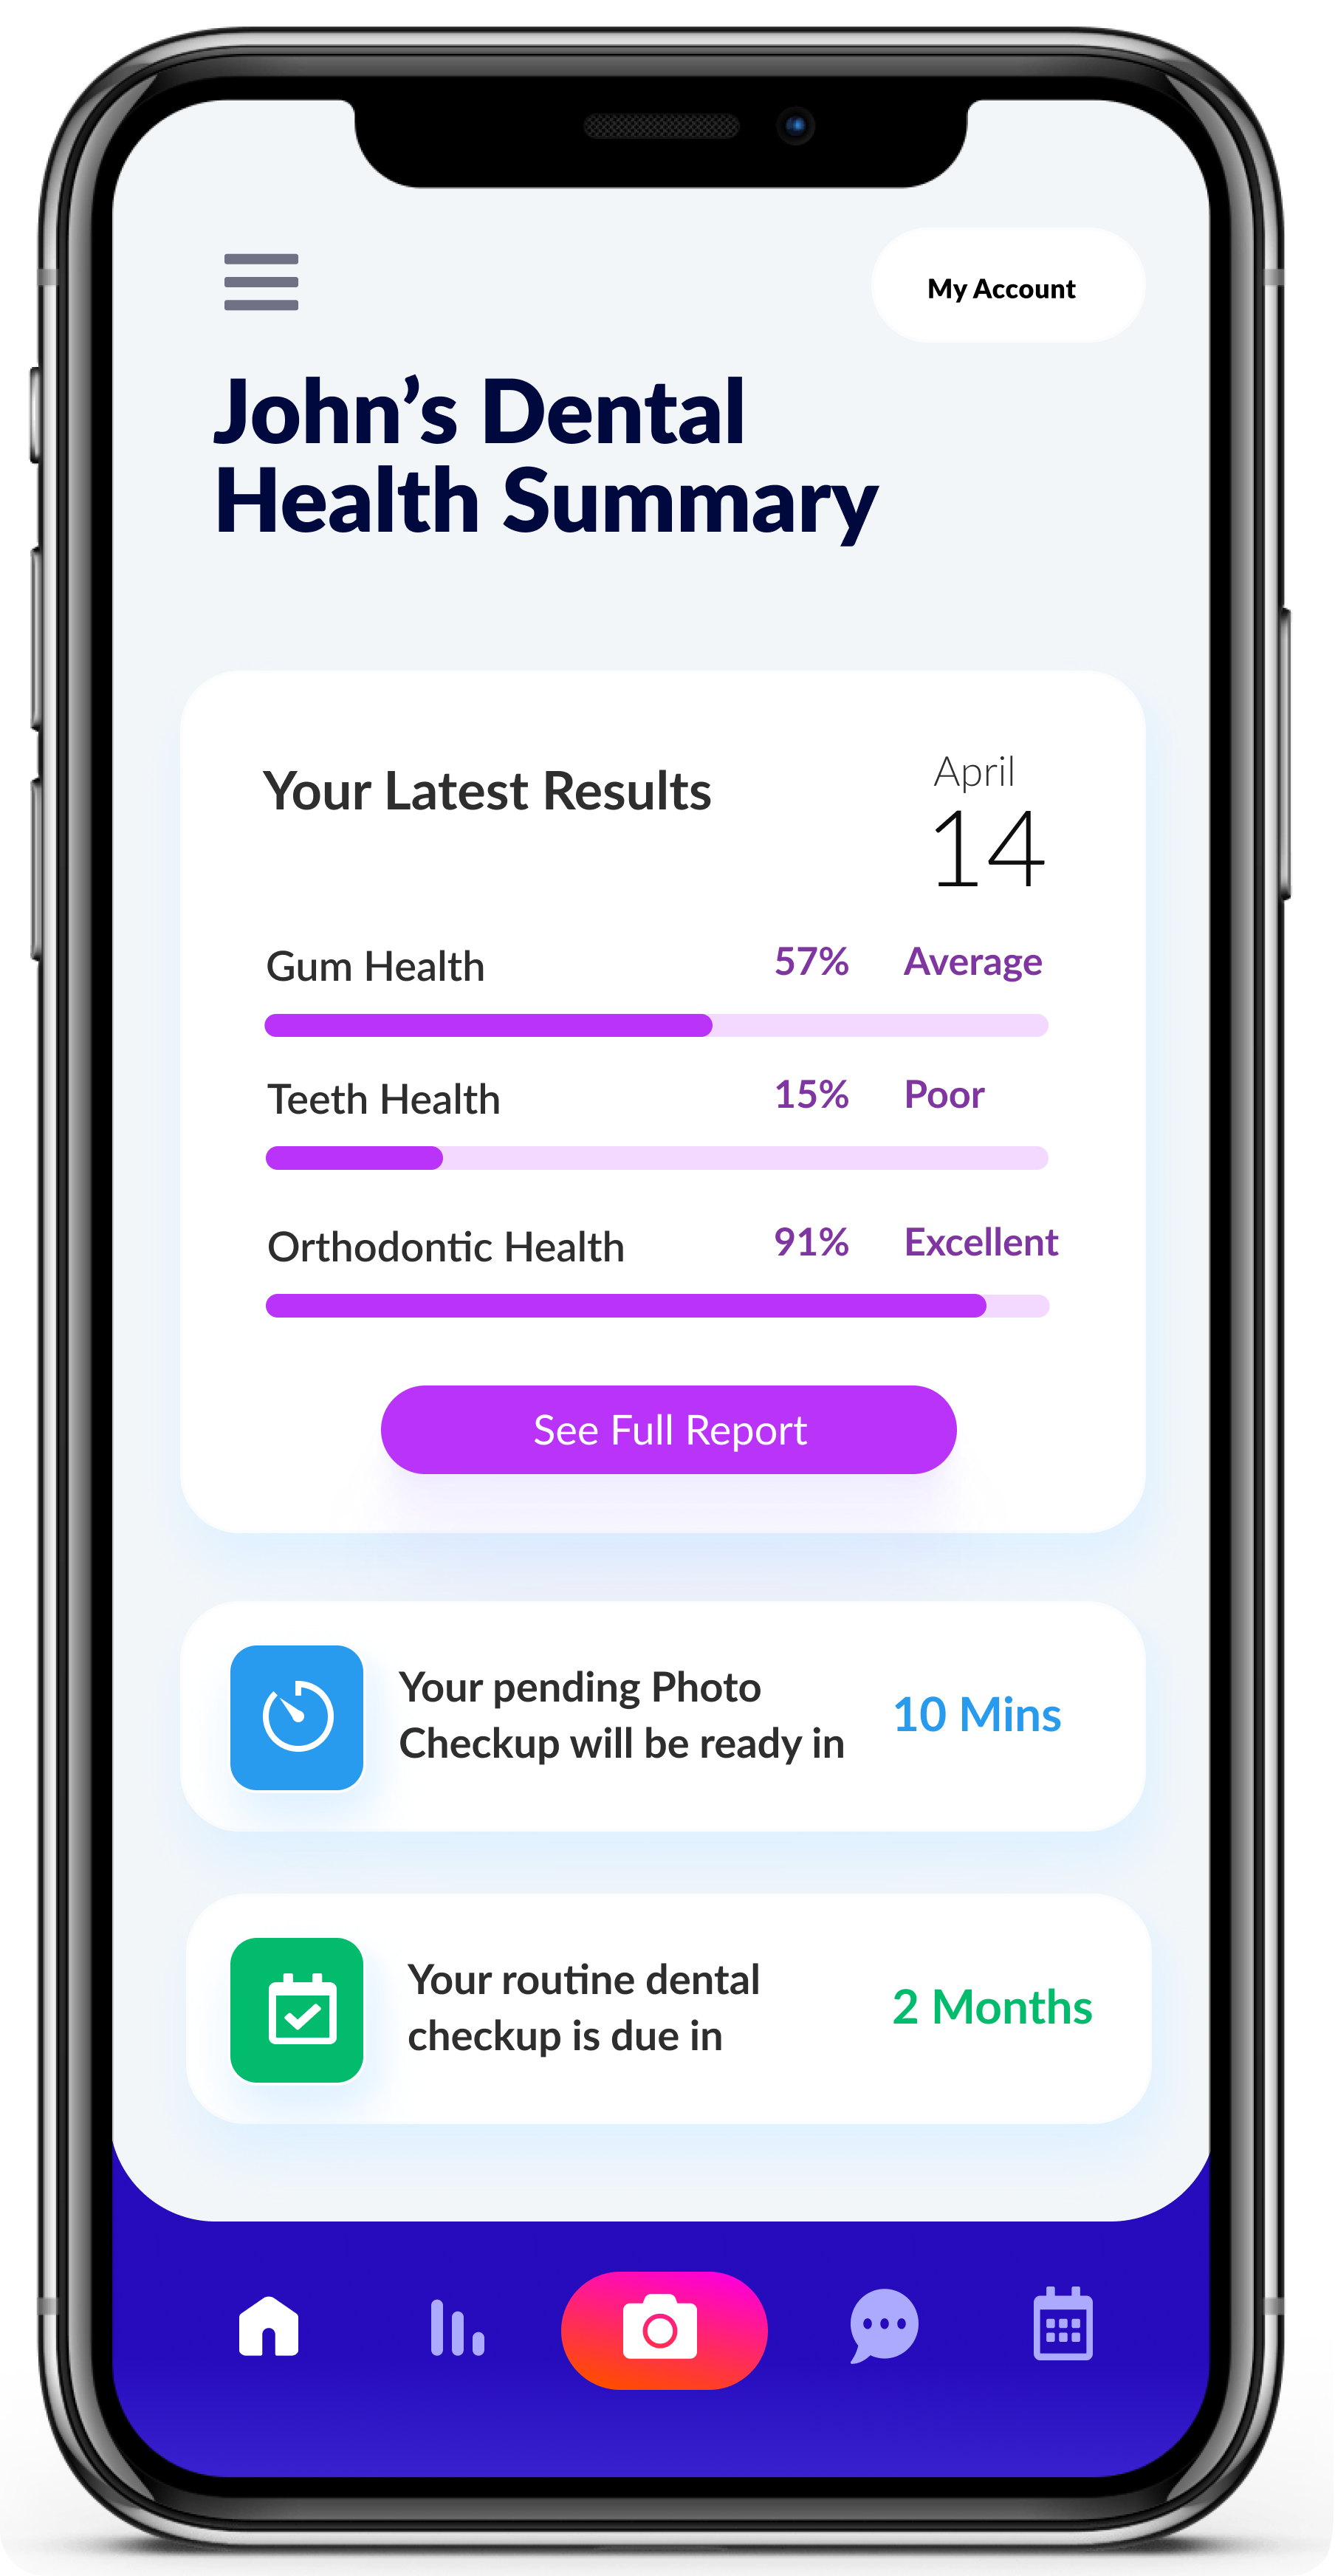 My Account
John’s Dental
Health Summary
Your Latest Results
April
14
Gum Health 57% Average
Teeth Health 15% Poor
Orthodontic Health 91% Excellent
See Full Report
Your pending Photo
Checkup will be ready in
10 Mins
Your routine dental
checkup is due in
2 Months